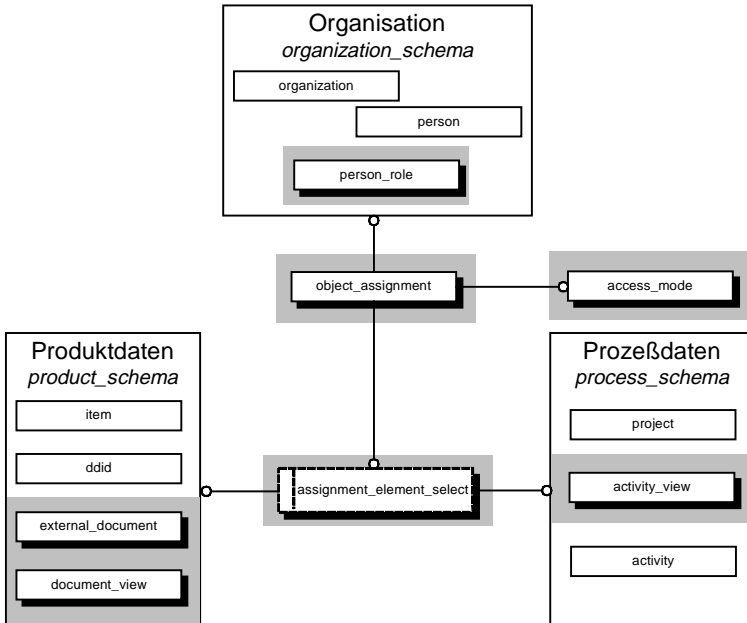 Organisation
organization_schema
organization
person
person_role
object_assignment
access_mode
Produktdaten
product_schema
item
ddid
external_document
document_view
assignment_element_select
Prozeßdaten
process_schema
project
activity_view
activity